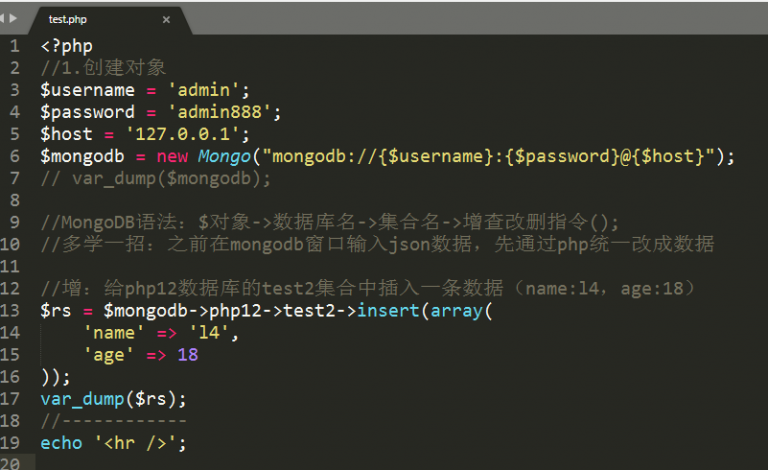 test.php ×
1 <?php
2 //1.创建对象
3 $username = 'admin';
4 $password = 'admin888';
5 $host = '127.0.0.1';
6 $mongodb = new Mongo("mongodb://{$username}:{$password}@{$host}");
7 // var_dump($mongodb);
8
9 //MongoDB语法：$对象->数据库名->集合名->增查改删指令();
10 //多学一招：之前在mongodb窗口输入json数据，先通过php统一改成数据
11
12 //增：给php12数据库的test2集合中插入一条数据（name:l4，age:18）
13 $rs = $mongodb->php12->test2->insert(array(
14 'name' => 'l4',
15 'age' => 18
16 ));
17 var_dump($rs);
18 //------------
19 echo '<hr />';
20